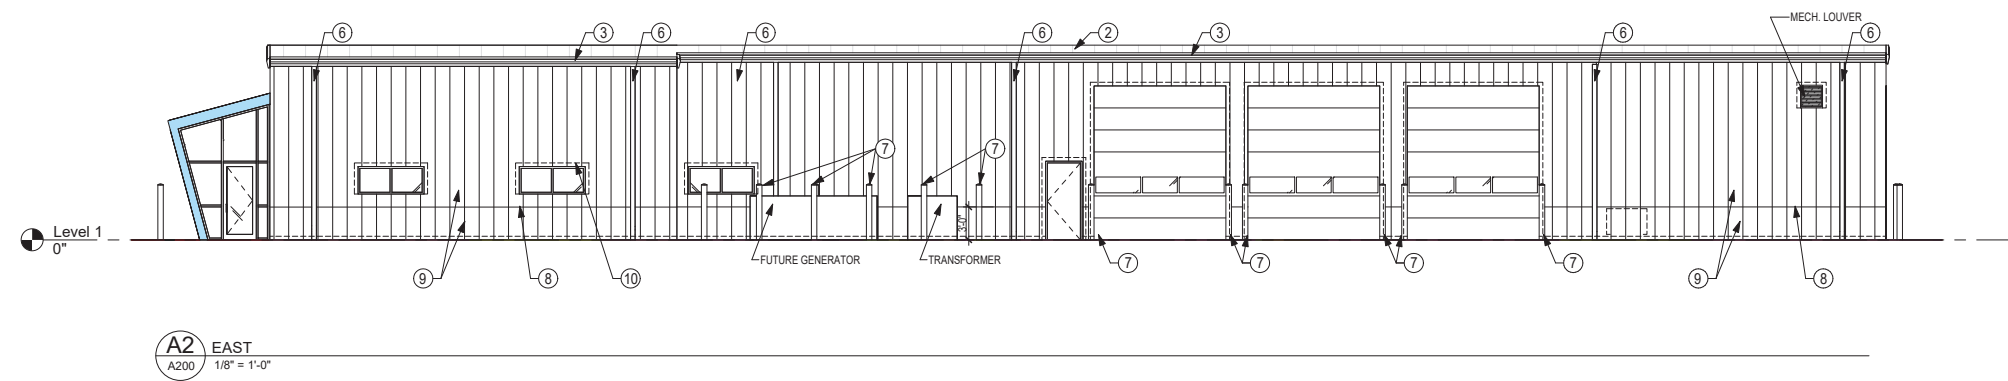 MECH. LOUVER
6
3
6
6
6
2
3
6
6
7
7
3'-0"
Level 1
0"
FUTURE GENERATOR
TRANSFORMER
7
7
7
7
9
8
10
9
8
A2
EAST
A200
1/8" = 1'-0"